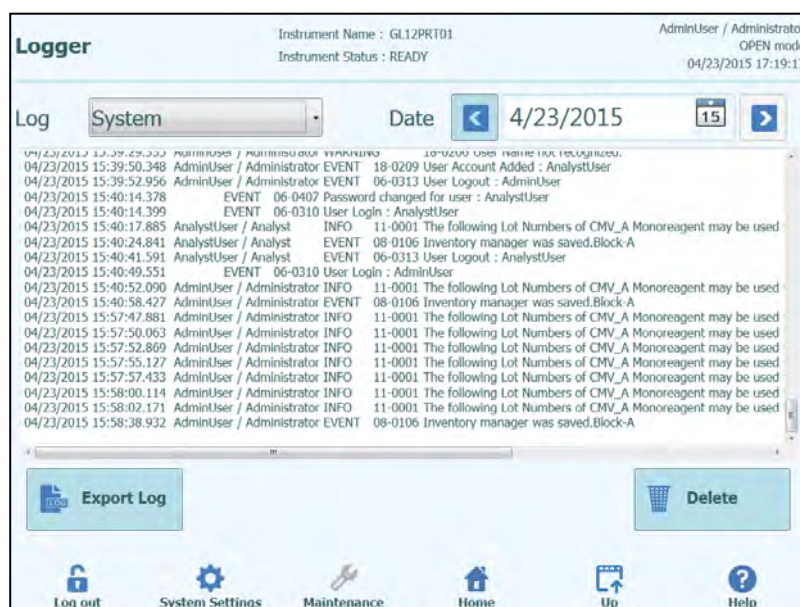 Logger
Instrument Name : GL12PRT01
Instrument Status : READY
AdminUser / Administrato
OPEN mod
04/23/2015 17:19:1
Log System Date 4/23/2015 15
04/23/2015 15:39:29.555 AdminUser / Administrator WARNING 18-0200 User Name not recognized.
04/23/2015 15:39:50.348 AdminUser / Administrator EVENT 18-0209 User Account Added : AnalystUser
04/23/2015 15:39:52.956 AdminUser / Administrator EVENT 06-0313 User Logout : AdminUser
04/23/2015 15:40:14.378 EVENT 06-0407 Password changed for user : AnalystUser
04/23/2015 15:40:14.399 EVENT 06-0310 User Login : AnalystUser
04/23/2015 15:40:17.885 AnalystUser / Analyst INFO 11-0001 The following Lot Numbers of CMV_A Monoreagent may be used
04/23/2015 15:40:24.841 AnalystUser / Analyst EVENT 08-0106 Inventory manager was saved.Block-A
04/23/2015 15:40:41.591 AnalystUser / Analyst EVENT 06-0313 User Logout : AnalystUser
04/23/2015 15:40:49.551 EVENT 06-0310 User Login : AdminUser
04/23/2015 15:40:52.090 AdminUser / Administrator INFO 11-0001 The following Lot Numbers of CMV_A Monoreagent may be used
04/23/2015 15:40:58.427 AdminUser / Administrator EVENT 08-0106 Inventory manager was saved.Block-A
04/23/2015 15:57:47.881 AdminUser / Administrator INFO 11-0001 The following Lot Numbers of CMV_A Monoreagent may be used
04/23/2015 15:57:50.063 AdminUser / Administrator INFO 11-0001 The following Lot Numbers of CMV_A Monoreagent may be used
04/23/2015 15:57:52.869 AdminUser / Administrator INFO 11-0001 The following Lot Numbers of CMV_A Monoreagent may be used
04/23/2015 15:57:55.127 AdminUser / Administrator INFO 11-0001 The following Lot Numbers of CMV_A Monoreagent may be used
04/23/2015 15:57:57.433 AdminUser / Administrator INFO 11-0001 The following Lot Numbers of CMV_A Monoreagent may be used
04/23/2015 15:58:00.114 AdminUser / Administrator INFO 11-0001 The following Lot Numbers of CMV_A Monoreagent may be used
04/23/2015 15:58:02.171 AdminUser / Administrator INFO 11-0001 The following Lot Numbers of CMV_A Monoreagent may be used
04/23/2015 15:58:38.932 AdminUser / Administrator EVENT 08-0106 Inventory manager was saved.Block-A
LOG Export Log Delete
Log out System Settings Maintenance Home Up Help